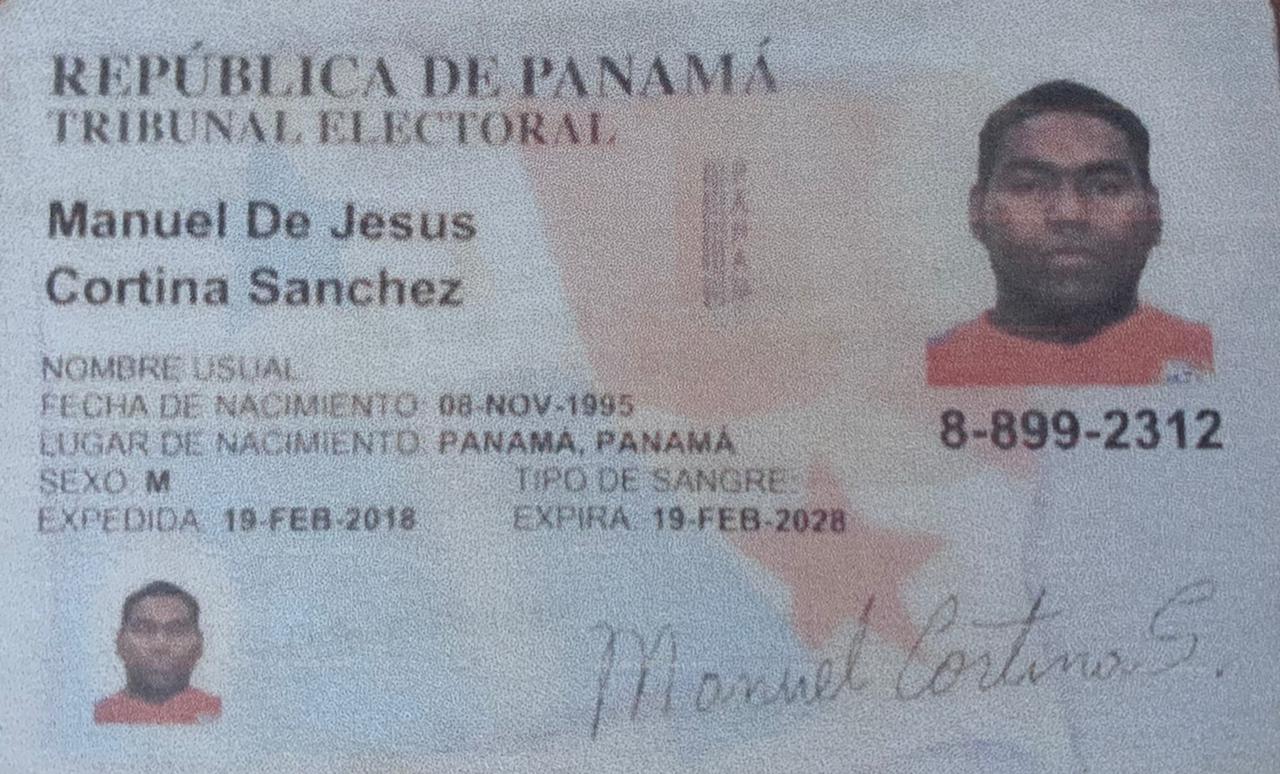 REPÚBLICA DE PANAMÁ
TRIBUNAL ELECTORAL
Manuel De Jesus
Cortina Sanchez
NOMBRE USUAL:
FECHA DE NACIMIENTO: 08-NOV-1995
LUGAR DE NACIMIENTO: PANAMÁ, PANAMÁ
SEXO: M TIPO DE SANGRE:
EXPEDIDA: 19-FEB-2018 EXPIRA: 19-FEB-2028
8-899-2312
Manuel Cortina S.